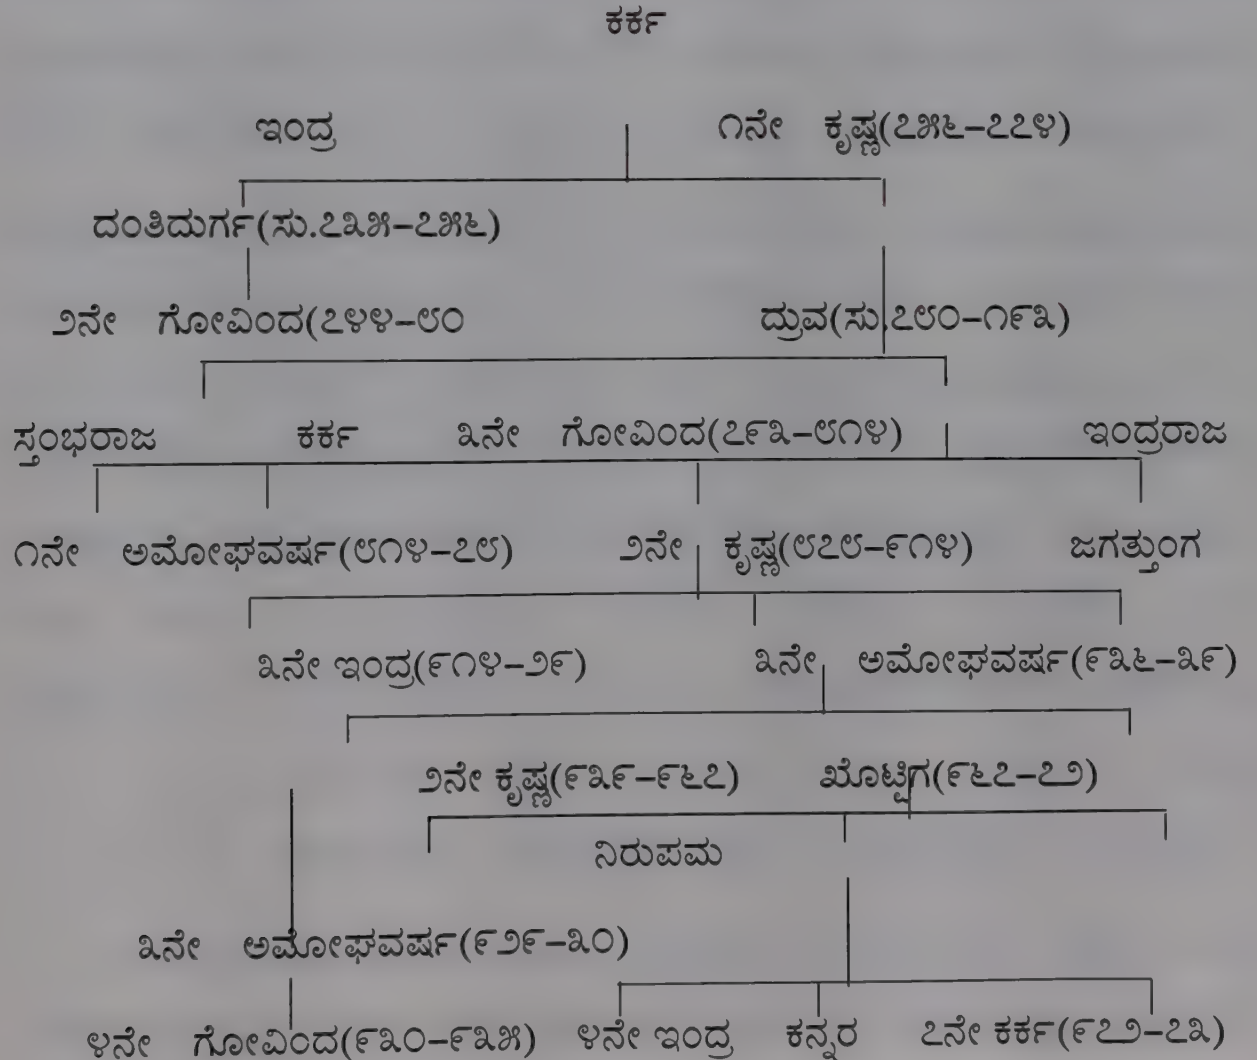 ಕರ್ಕ
ಇಂದ್ರ ೧ನೇ ಕೃಷ್ಣ(೭೫೬–೭೭೪)
ದಂತಿದುರ್ಗ(ಸು.೭೩೫–೭೫೬)
೨ನೇ ಗೋವಿಂದ(೭೪೪–೮೦ ದ್ರುವ(ಸು.೭೮೦–೧೯೩)
ಸ್ತಂಭರಾಜ ಕರ್ಕ ೩ನೇ ಗೋವಿಂದ(೭೯೩–೮೧೪) ಇಂದ್ರರಾಜ
೧ನೇ ಅಮೋಘವರ್ಷ(೮೧೪–೭೮) ೨ನೇ ಕೃಷ್ಣ(೮೭೮–೯೧೪) ಜಗತ್ತುಂಗ
೩ನೇ ಇಂದ್ರ(೯೧೪–೨೯) ೩ನೇ ಅಮೋಘವರ್ಷ(೯೩೬–೩೯)
೨ನೇ ಕೃಷ್ಣ(೯೩೯–೯೬೭) ಖೊಟ್ಟಿಗ(೯೬೭–೭೨)
ನಿರುಪಮ
೩ನೇ ಅಮೋಘವರ್ಷ(೯೨೯–೩೦)
೪ನೇ ಗೋವಿಂದ(೯೩೦–೯೩೫) ೪ನೇ ಇಂದ್ರ ಕನ್ನರ ೭ನೇ ಕರ್ಕ(೯೭೨–೭೩)